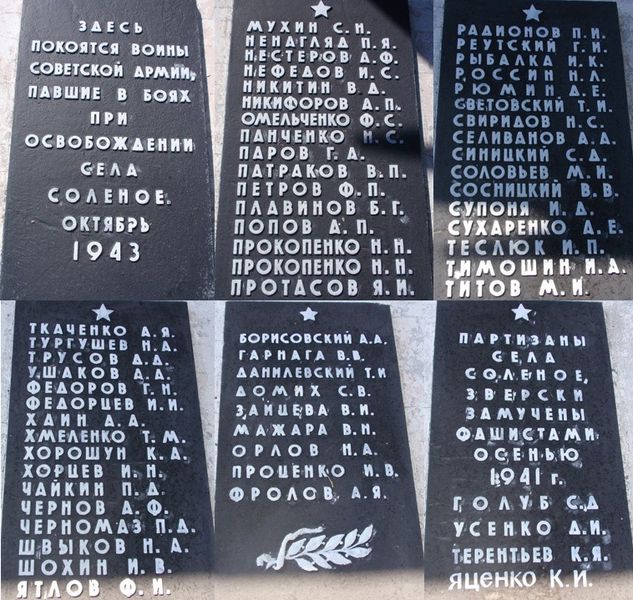 ЗДЕСЬ
ПОКОЯТСЯ ВОИНЫ
СОВЕТСКОЙ АРМИИ,
ПАВШИЕ В БОЯХ
ПРИ
ОСВОБОЖДЕНИИ
СЕЛА
СОЛЕНОЕ.
ОКТЯБРЬ
1943
МУХИН С.Н.
НЕНАГЛЯД П.Я.
НЕСТЕРОВ А.Ф.
НЕФЕДОВ И.С.
НИКИТИН В.Д.
НИКИФОРОВ А.П.
ОМЕЛЬЧЕНКО Ф.С.
ПАНЧЕНКО Н.С.
ПАРОВ Г.А.
ПАТРАКОВ В.П.
ПЕТРОВ Ф.П.
ПЛАВИНОВ Б.Г.
ПОПОВ А.П.
ПРОКОПЕНКО Н.Н.
ПРОКОПЕНКО Н.Н.
ПРОТАСОВ Я.И.
РАДИОНОВ П.И.
РЕУТСКИЙ Г.И.
РЫБАЛКА И.К.
РОССИН Н.Л.
РЮМИН Д.Е.
СВЕТОВСКИЙ Т.И.
СВИРИДОВ Н.С.
СЕЛИВАНОВ А.А.
СИНИЦКИЙ С.Д.
СОЛОВЬЕВ М.И.
СОСНИЦКИЙ В.В.
СУПОНЯ И.Д.
СУХАРЕНКО Д.Е.
ТЕСЛЮК И.П.
ТИМОШИН И.А.
ТИТОВ М.И.
ТКАЧЕНКО А.Я.
ТУРГУШЕВ Н.А.
ТРУСОВ Д.Д.
УШАКОВ А.А.
ФЕДОРОВ Г.Н.
ФЕДОРЦЕВ И.И.
ХАИН Д.А.
ХМЕЛЕНКО Т.М.
ХОРОШУН К.А.
ХОРЦЕВ И.Н.
ЧАЙКИН П.Д.
ЧЕРНОВ А.Ф.
ЧЕРНОМАЗ П.Д.
ШВЫКОВ Н.А.
ШОХИН И.В.
ЯТЛОВ Ф.И.
БОРИСОВСКИЙ А.А.
ГАРНАГА В.В.
ДАНИЛЕВСКИЙ Т.И
ДОМИХ С.В.
ЗАЙЦЕВА В.И.
МАЖАРА В.Н.
ОРЛОВ Н.А.
ПРОЦЕНКО И.В.
ФРОЛОВ А.Я.
ПАРТИЗАНЫ
СЕЛА
СОЛЕНОЕ,
ЗВЕРСКИ
ЗАМУЧЕНЫ
ФАШИСТАМИ
ОСЕНЬЮ
1941 г.
ГОЛУБ С.Д
УСЕНКО Д.И.
ТЕРЕНТЬЕВ К.Я.
ЯЦЕНКО К.И.